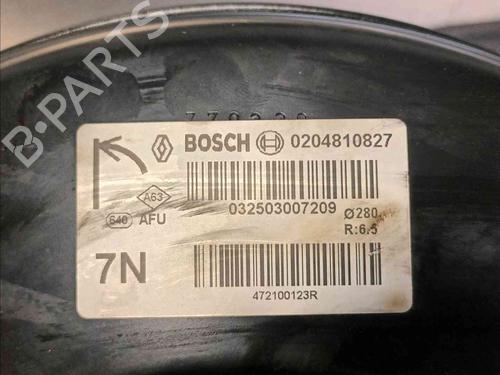 BOSCH 0204810827
032503007209
Ø280
R:6.5
A63
640 AFU
7N
472100123R
B-PARTS